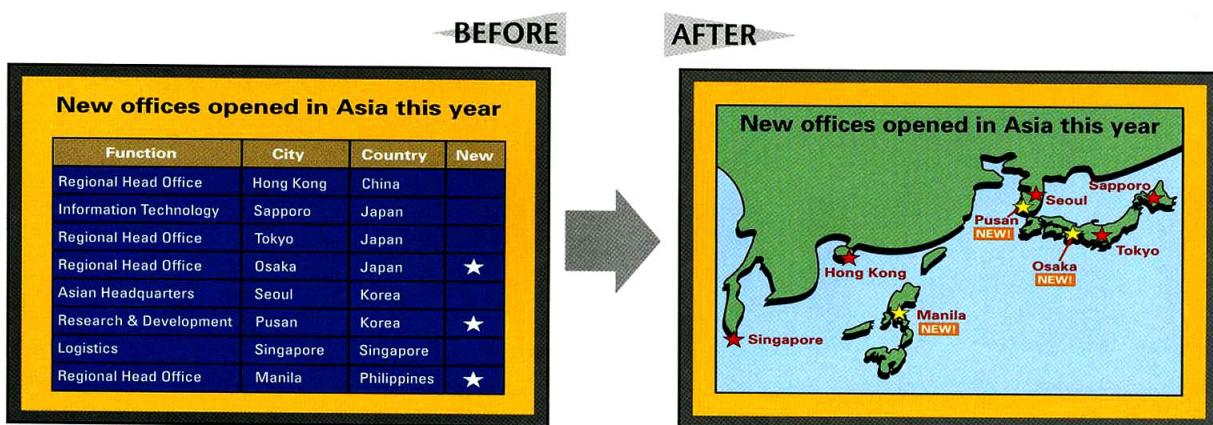 BEFORE
AFTER
New offices opened in Asia this year
Function City Country New
Regional Head Office Hong Kong China
Information Technology Sapporo Japan
Regional Head Office Tokyo Japan
Regional Head Office Osaka Japan
Asian Headquarters Seoul Korea
Research & Development Pusan Korea
Logistics Singapore Singapore
Regional Head Office Manila Philippines
New offices opened in Asia this year
Sapporo
Seoul
Pusan
NEW!
Tokyo
Osaka
NEW!
Hong Kong
Manila
NEW!
Singapore